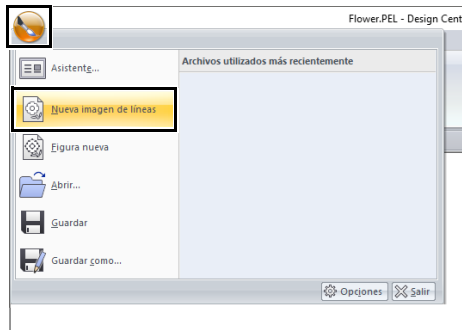 Flower.PEL - Design Cent
Asistente...
Archivos utilizados más recientemente
Nueva imagen de líneas
Figura nueva
Abrir...
Guardar
Guardar como...
Opciones
Salir